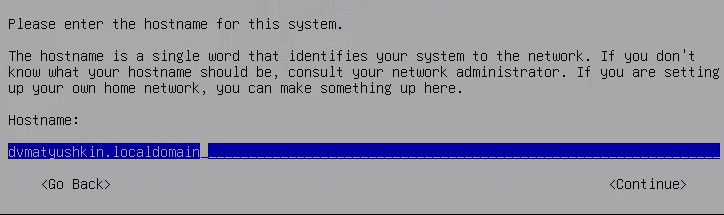 Please enter the hostname for this system.
The hostname is a single word that identifies your system to the network. If you don't
know what your hostname should be, consult your network administrator. If you are setting
up your own home network, you can make something up here.
Hostname:
dvmatyushkin.localdomain
<Go Back> <Continue>